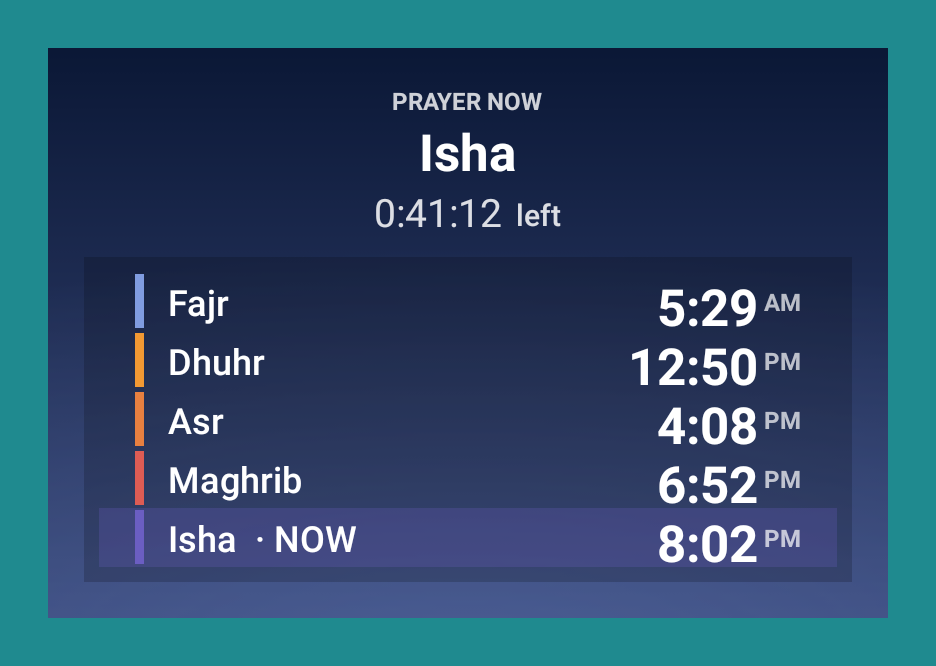 PRAYER NOW
Isha
0:41:12 left
Fajr 5:29 AM
Dhuhr 12:50 PM
Asr 4:08 PM
Maghrib 6:52 PM
Isha · NOW 8:02 PM